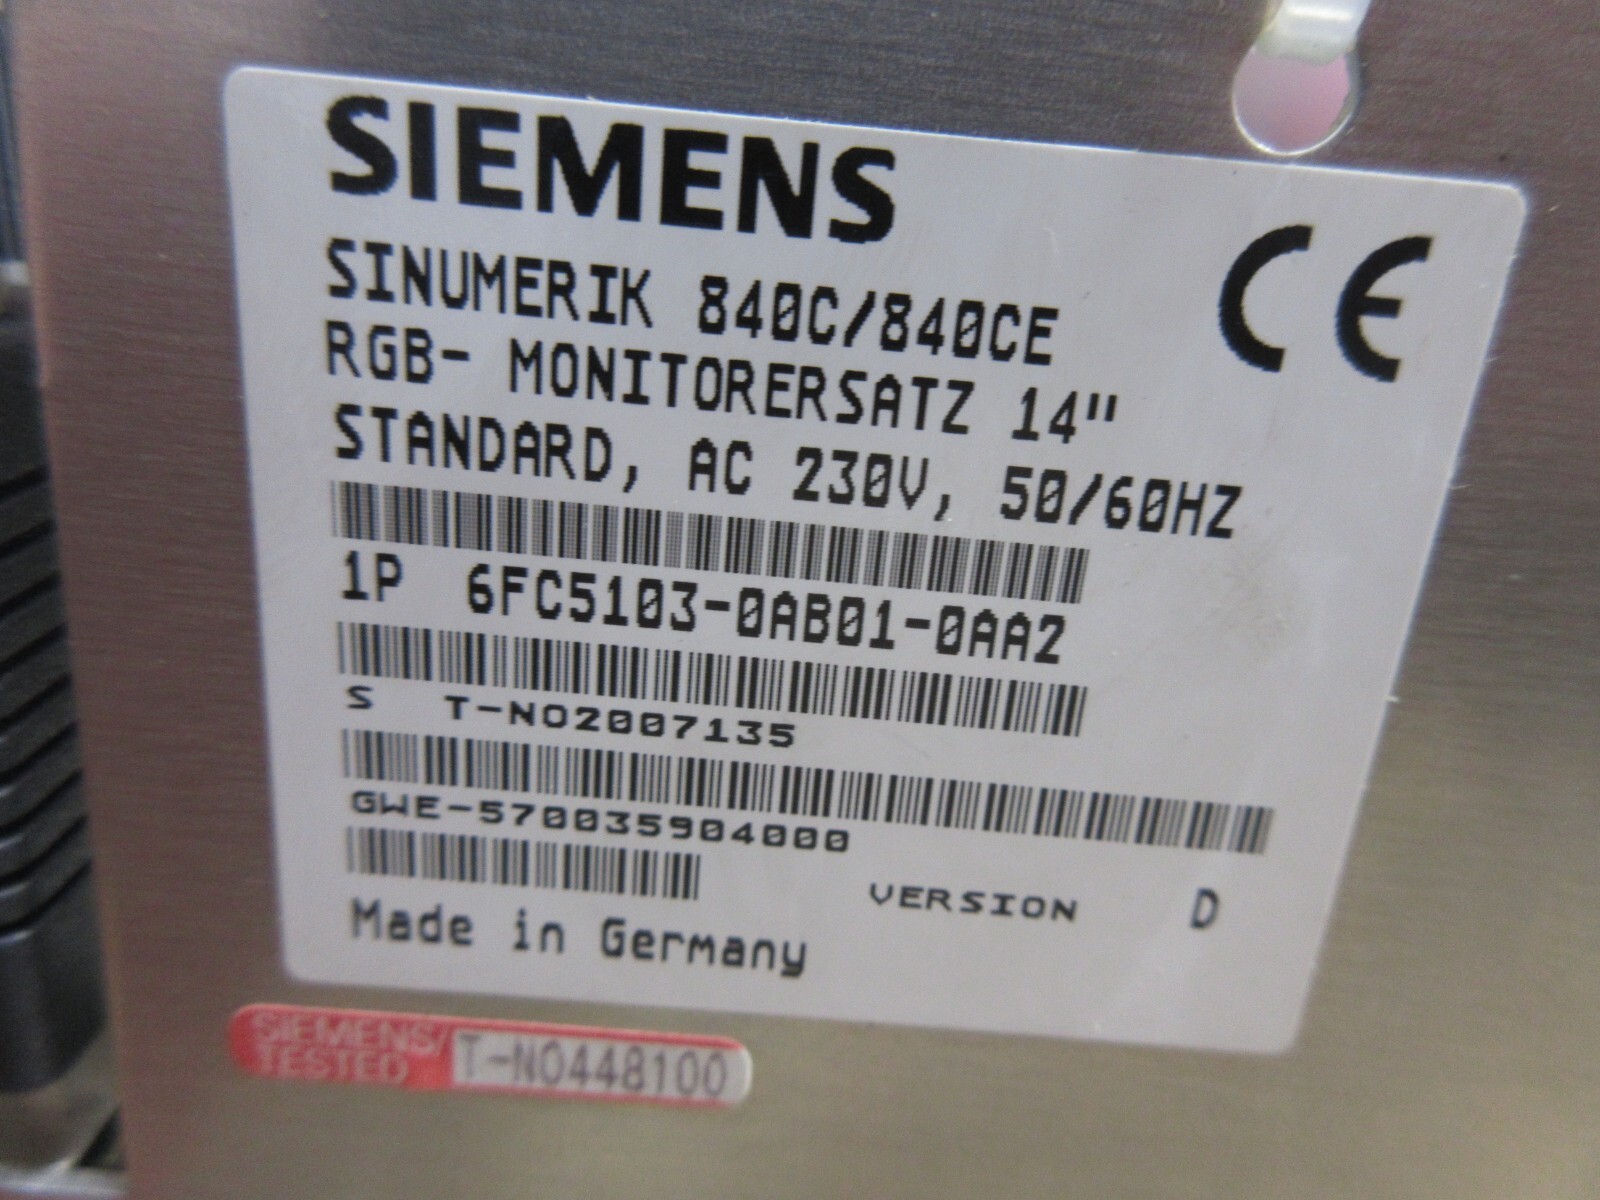 SIEMENS
CE
SINUMERIK 840C/840CE
RGB- MONITORERSATZ 14"
STANDARD, AC 230V, 50/60HZ
1P 6FC5103-0AB01-0AA2
S T-NO2007135
GWE-570035904000
VERSION D
Made in Germany
SIEMENS/
TESTED
T-N0448100